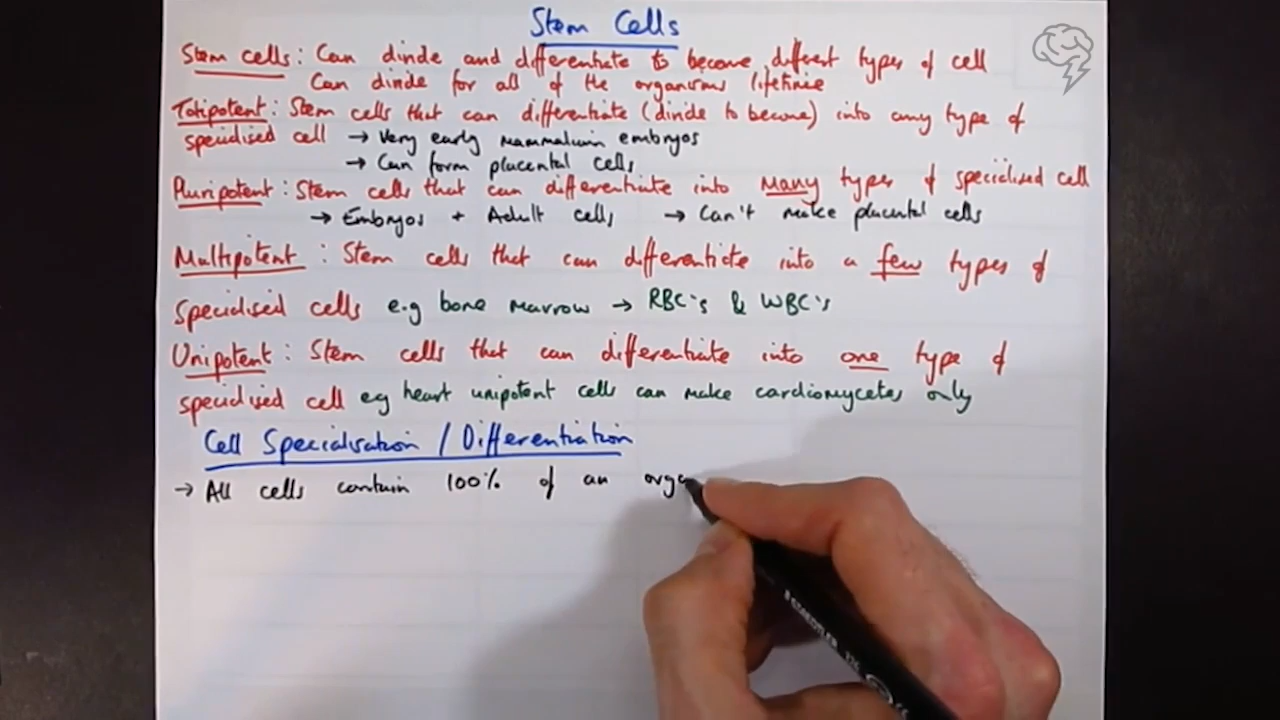 Stem Cells
Stem cells: Can divide and differentiate to become different types of cell
Can divide for all of the organisms lifetime
Totipotent: Stem cells that can differentiate (divide to become) into any type of
specialised cell → Very early mammalian embryos
→ Can form placental cells
Pluripotent: Stem cells that can differentiate into Many types of specialised cell
→ Embryos + Adult cells → Can't make placental cells
Multipotent: Stem cells that can differentiate into a few types of
specialised cells e.g bone marrow → RBC's & WBC's
Unipotent: Stem cells that can differentiate into one type of
specialised cell eg heart unipotent cells can make cardiomycetes only
Cell Specialisation / Differentiation
→ All cells contain 100% of an orga